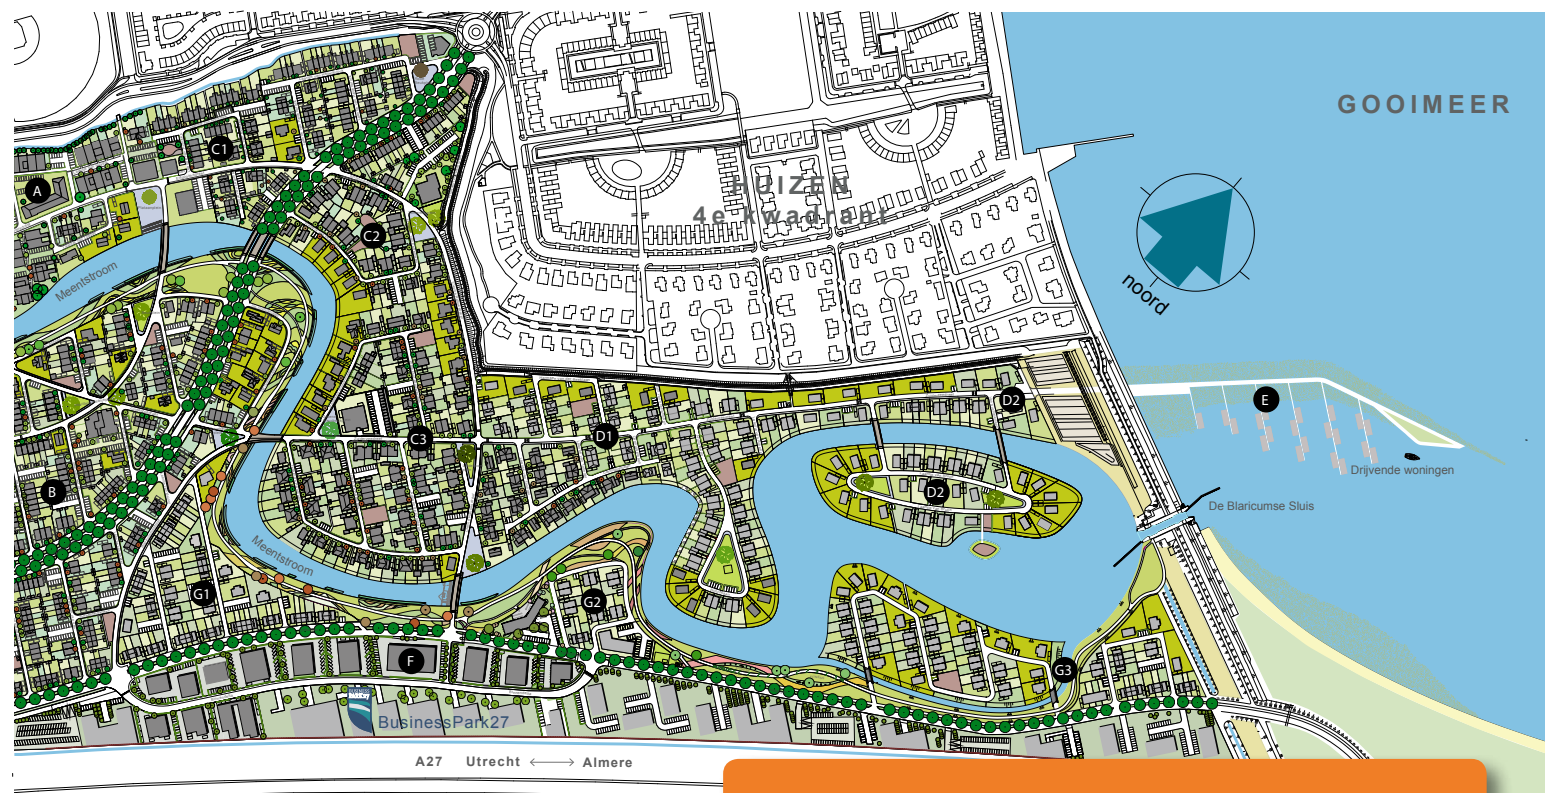 GOOIMEER
C1
A
HUIZEN
4e kwadrant
C2
Meentstroom
noord
D2
E
C3
D1
Drijvende woningen
B
D2
De Blaricumse Sluis
Meentstroom
G1
G2
F
G3
BUSINESS
BusinessPark27
A27 Utrecht Almere